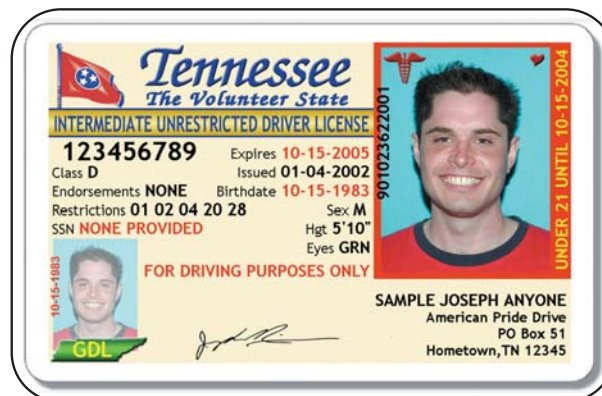 Tennessee
The Volunteer State
INTERMEDIATE UNRESTRICTED DRIVER LICENSE
123456789 Expires 10-15-2005
Class D Issued 01-04-2002
Endorsements NONE Birthdate 10-15-1983
Restrictions 01 02 04 20 28 Sex M
SSN NONE PROVIDED Hgt 5'10"
Eyes GRN
FOR DRIVING PURPOSES ONLY
10-15-1983
GDL
901023622001
UNDER 21 UNTIL 10-15-2004
SAMPLE JOSEPH ANYONE
American Pride Drive
PO Box 51
Hometown,TN 12345